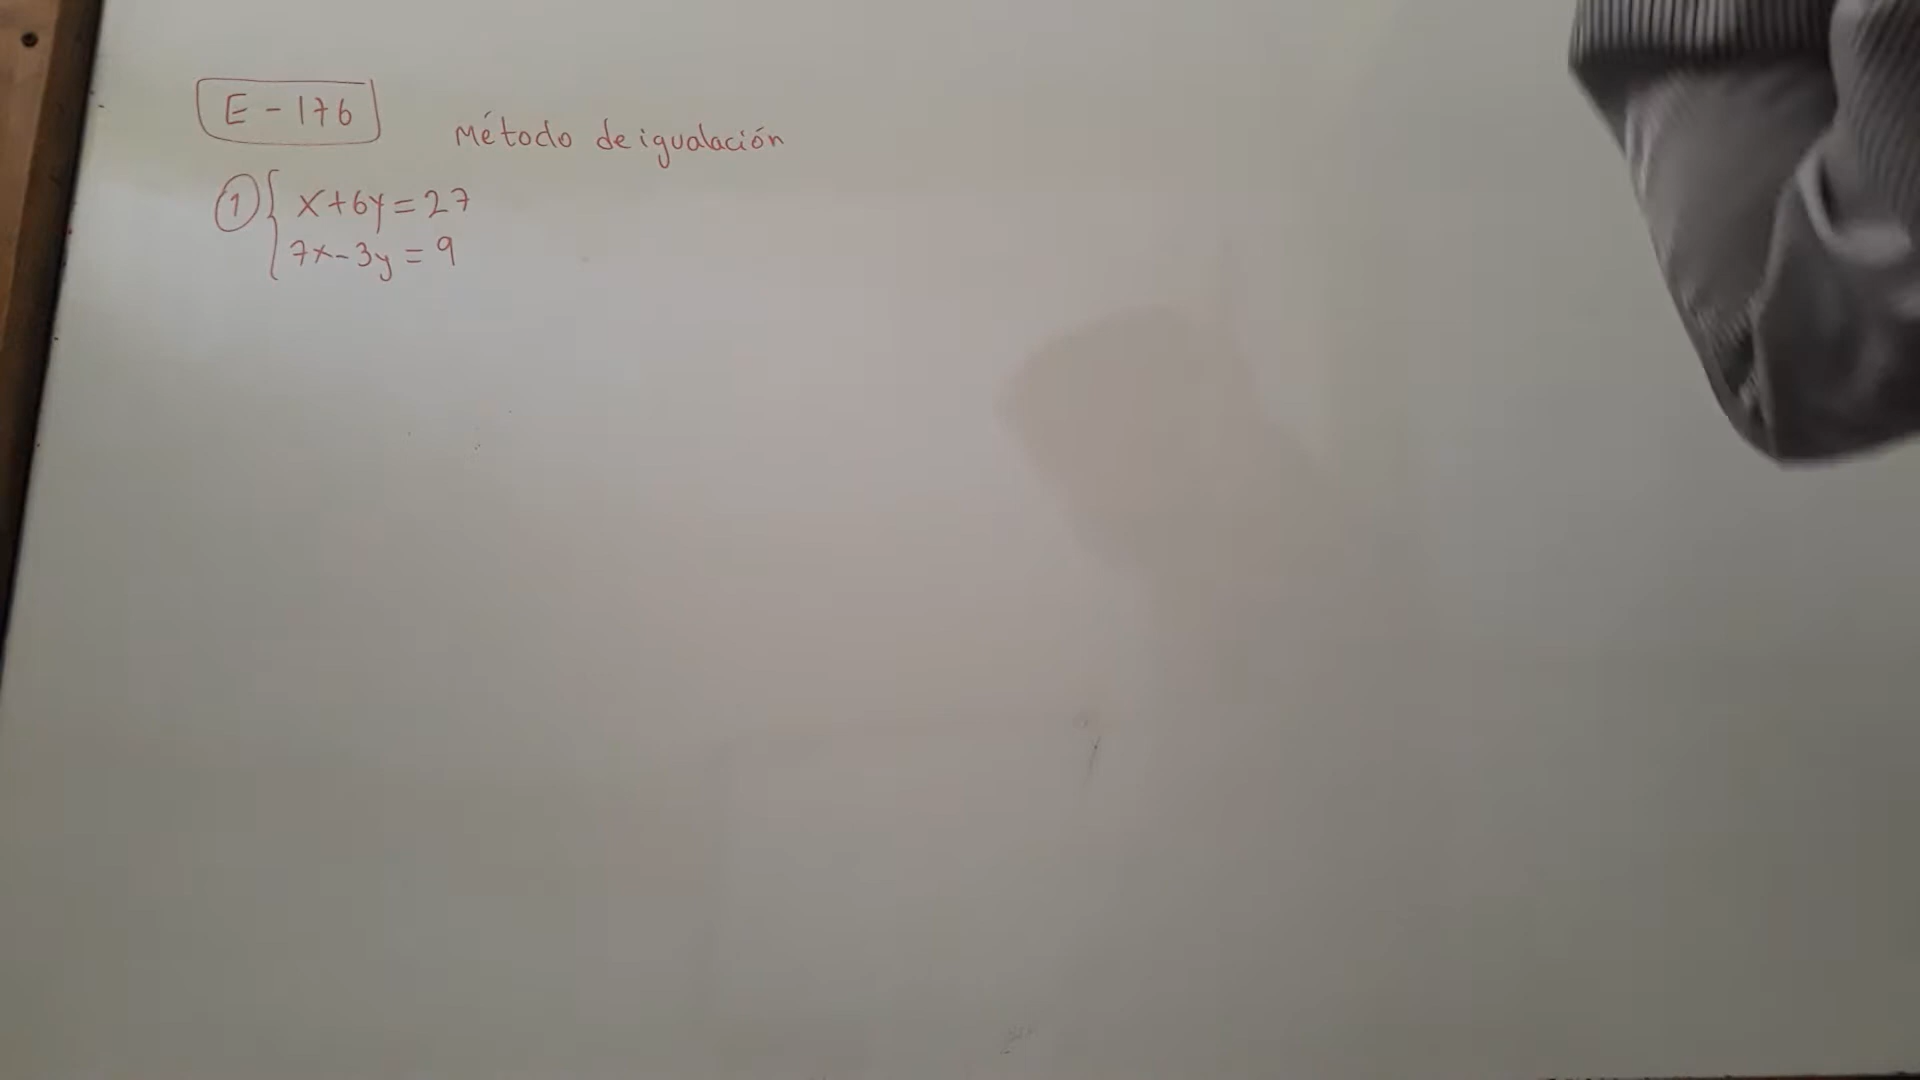 E - 176
Método de igualación
1 { x+6y=27
7x-3y=9